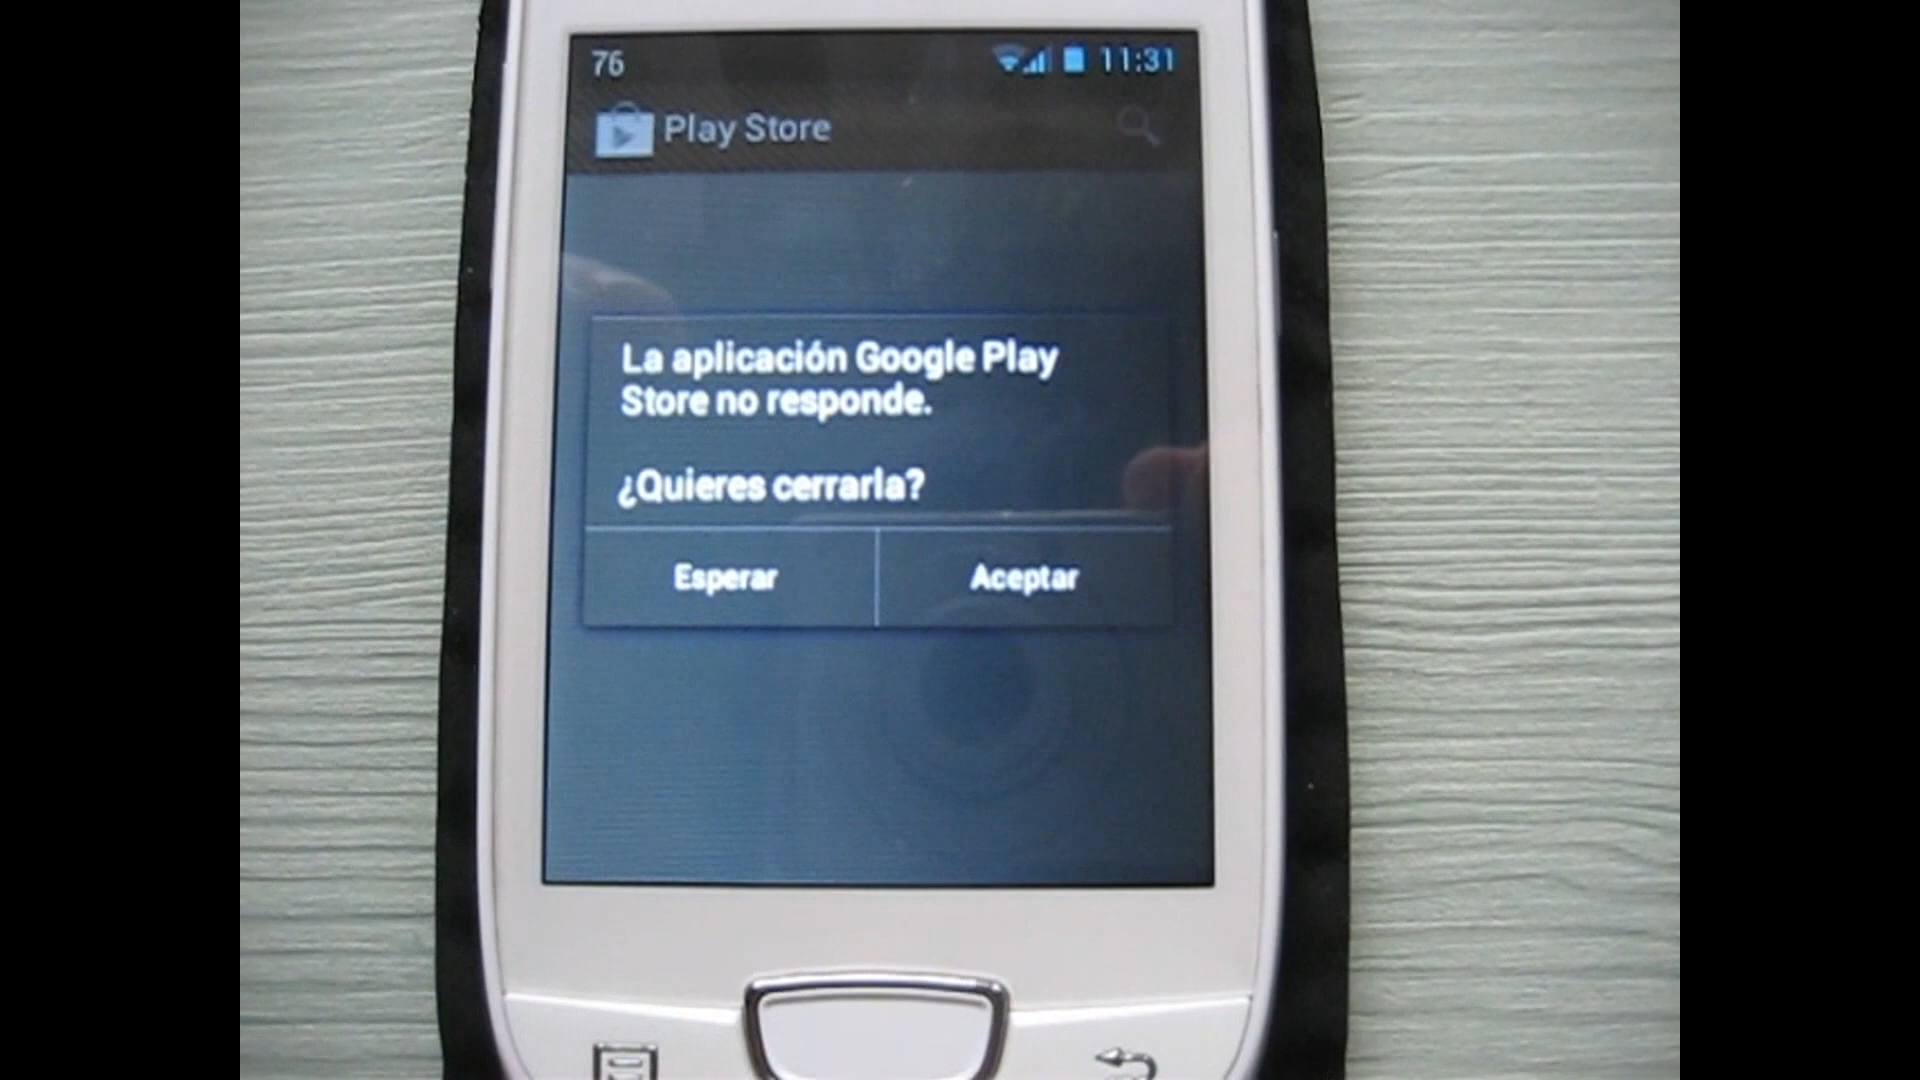 76 11:31
Play Store
La aplicación Google Play
Store no responde.
¿Quieres cerrarla?
Esperar Aceptar